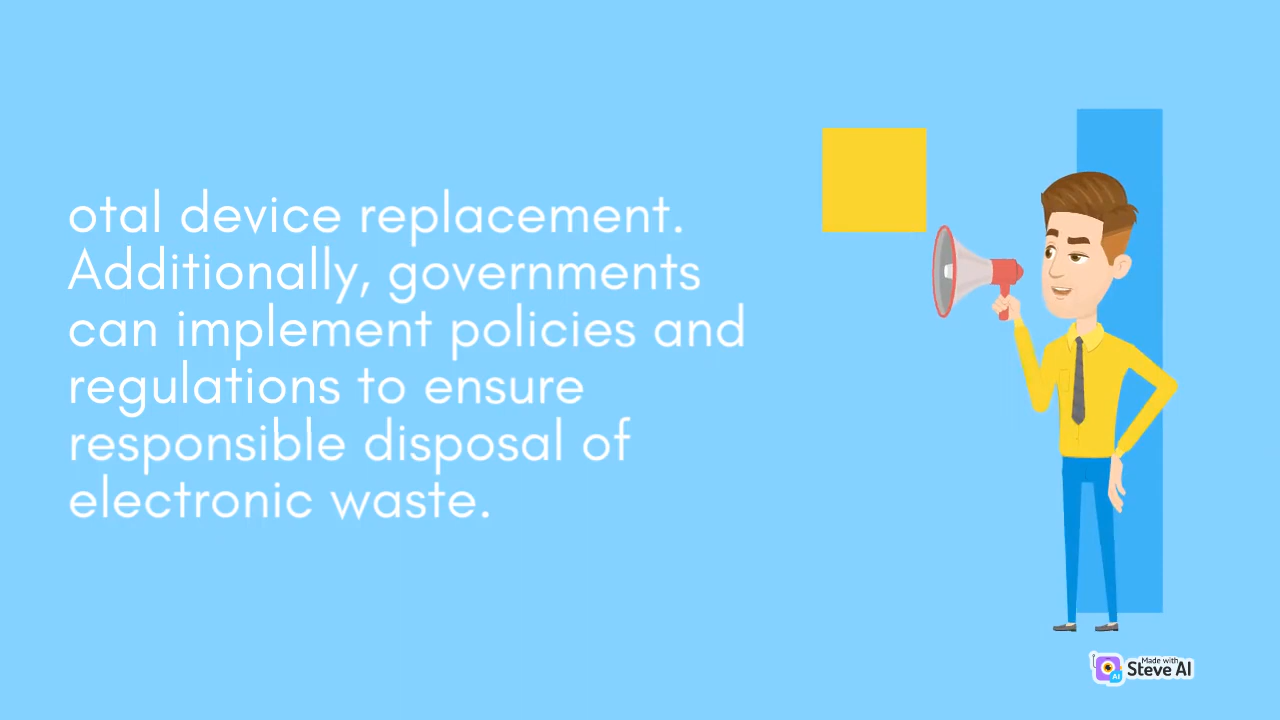 otal device replacement.
Additionally, governments
can implement policies and
regulations to ensure
responsible disposal of
electronic waste.
Made with
Steve AI
AI